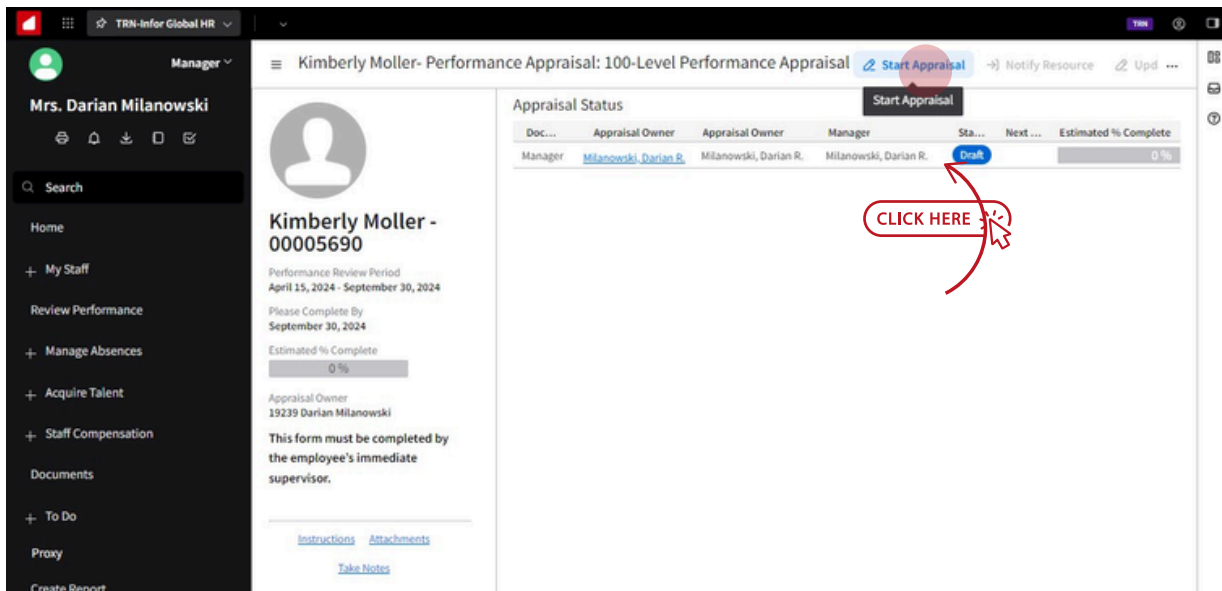 TRN-Infor Global HR
TRN
Manager
Mrs. Darian Milanowski
Search
Home
+ My Staff
Review Performance
+ Manage Absences
+ Acquire Talent
+ Staff Compensation
Documents
+ To Do
Proxy
Create Report
Kimberly Moller- Performance Appraisal: 100-Level Performance Appraisal
Start Appraisal
Notify Resource
Upd ...
Start Appraisal
Kimberly Moller -
00005690
Performance Review Period
April 15, 2024 - September 30, 2024
Please Complete By
September 30, 2024
Estimated % Complete
0 %
Appraisal Owner
19239 Darian Milanowski
This form must be completed by
the employee's immediate
supervisor.
Instructions Attachments
Take Notes
Appraisal Status
Doc... Appraisal Owner Appraisal Owner Manager Sta... Next ... Estimated % Complete
Manager Milanowski, Darian R. Milanowski, Darian R. Milanowski, Darian R. Draft 0 %
CLICK HERE